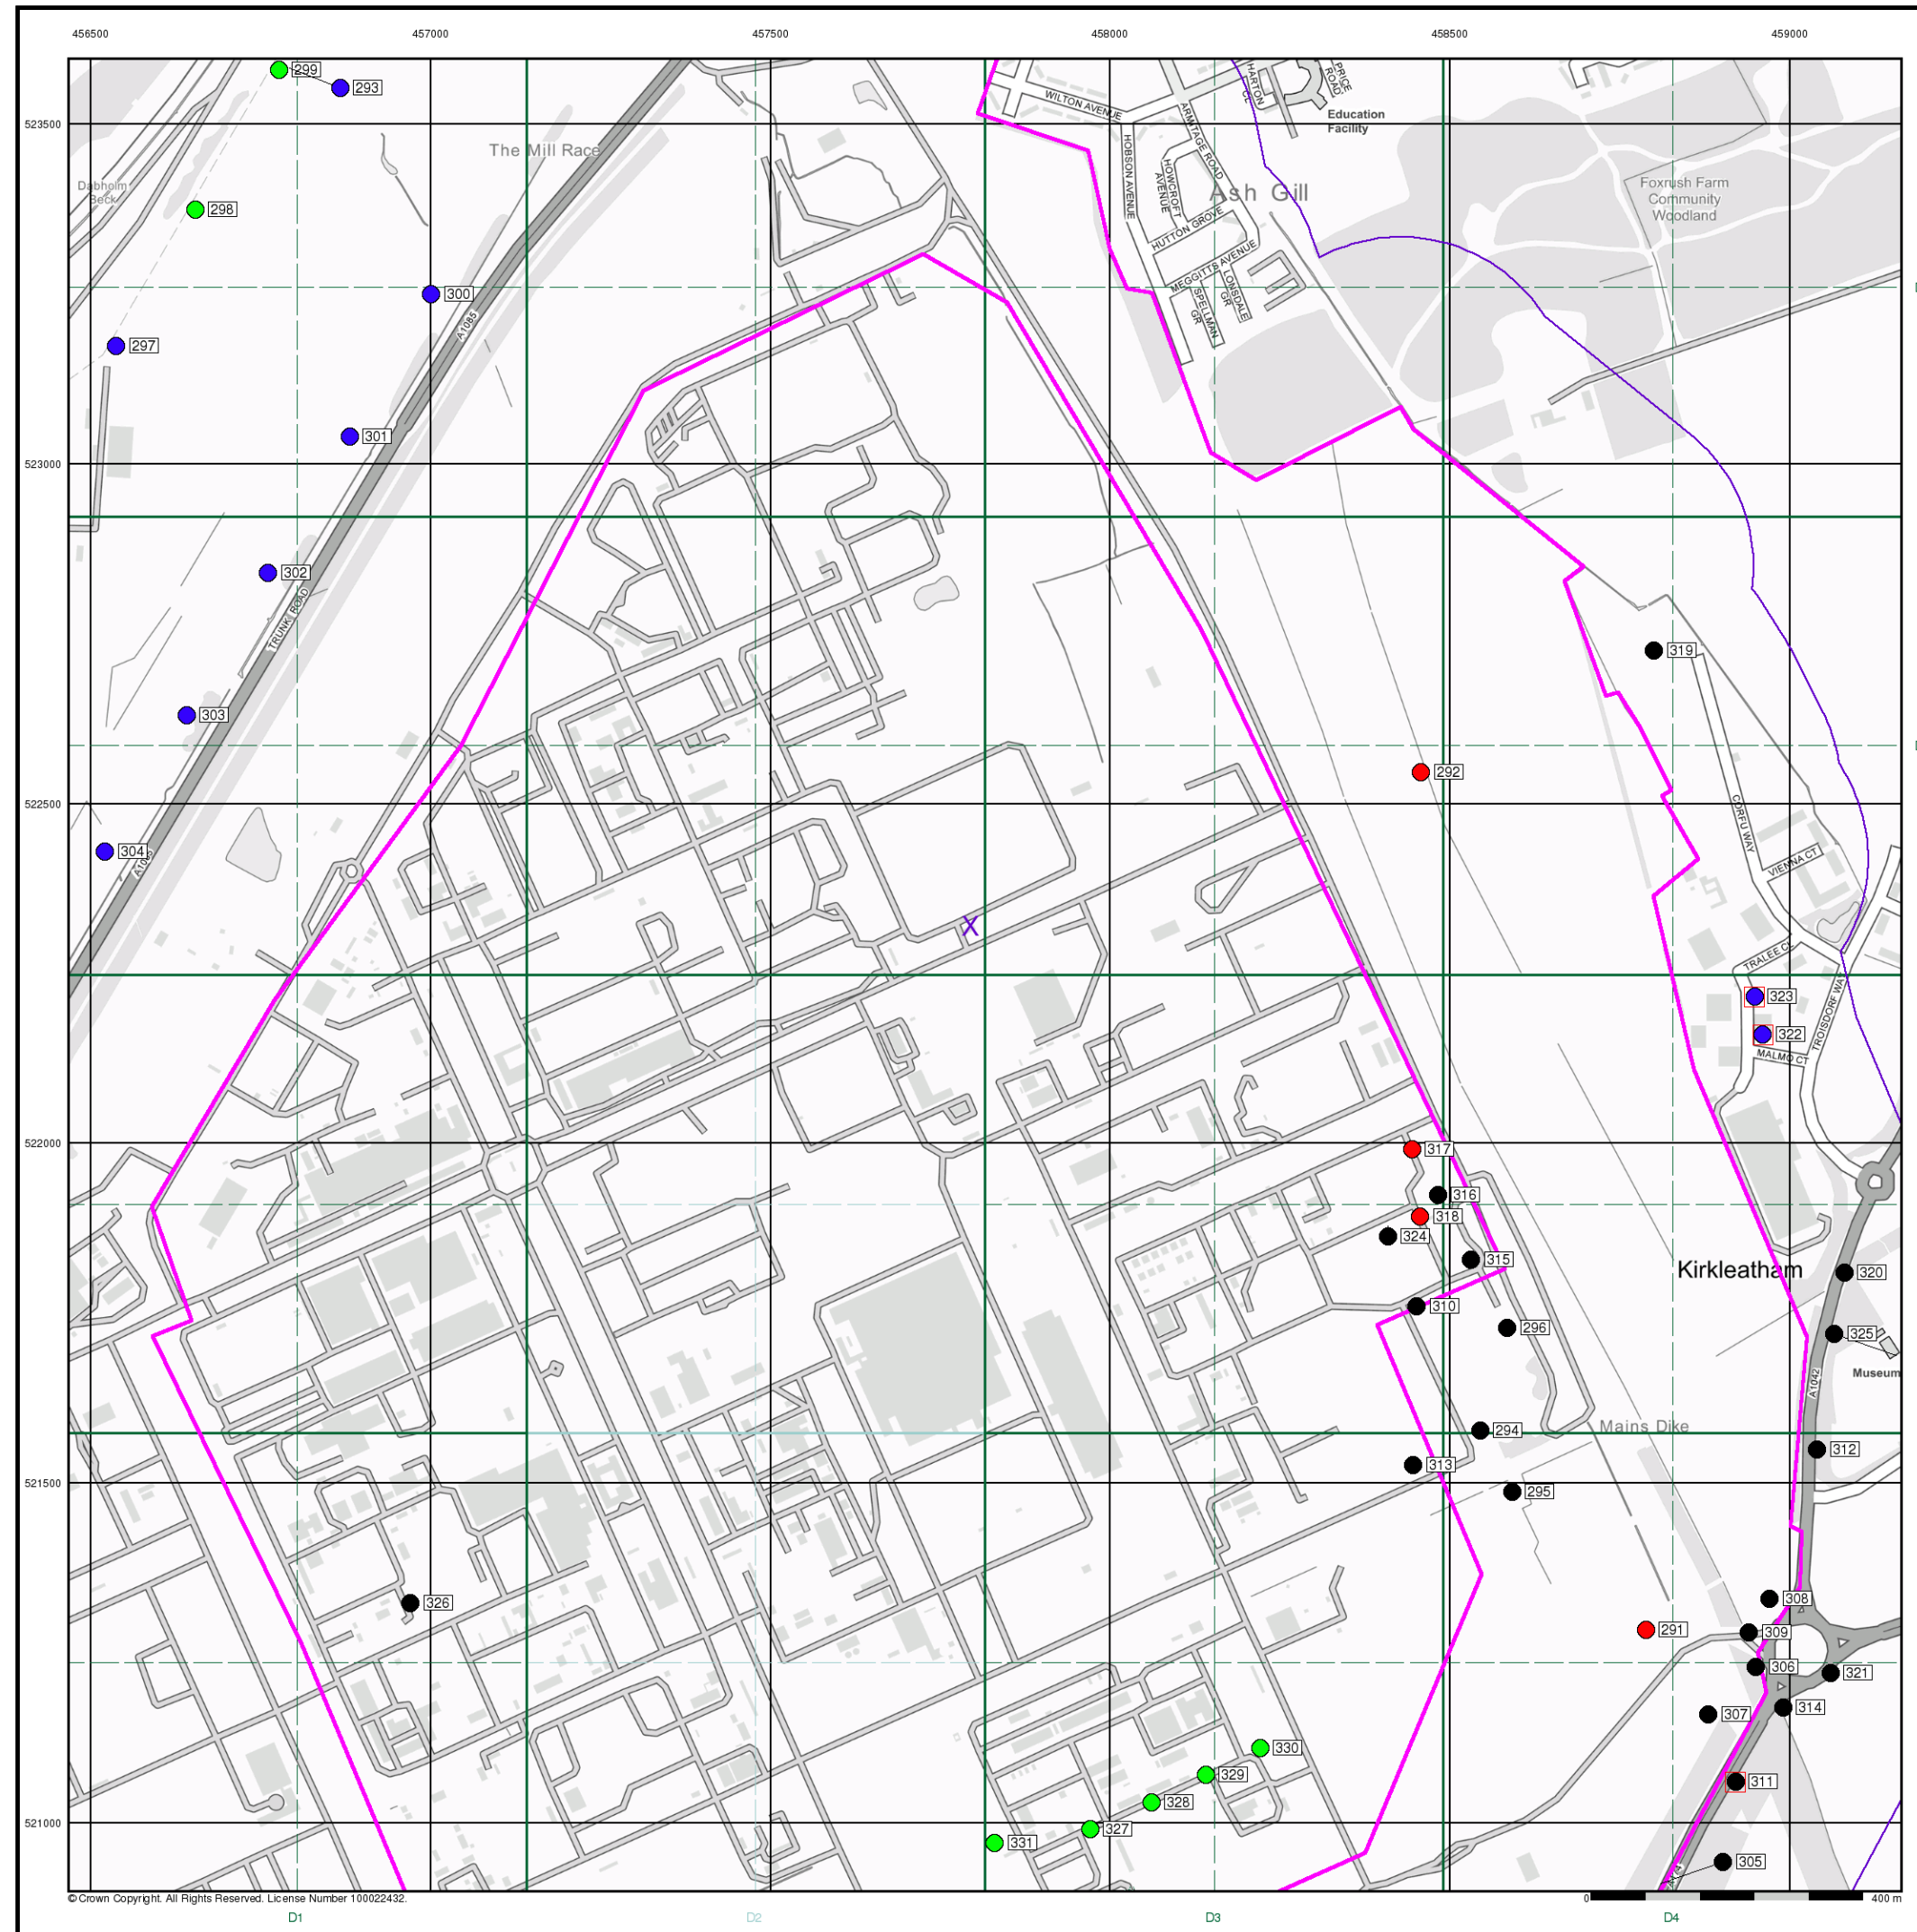 456500 457000 457500 458000 458500 459000
299
293
WILTON AVENUE
HARTON CL
PRICE ROAD
Education
Facility
523500
The Mill Race
ARMITAGE ROAD
HOBSON AVENUE
HOWCROFT AVENUE
Dabholm
Beck
Ash Gill
Foxrush Farm
Community
Woodland
298
HUTTON GROVE
MEGGITTS AVENUE
LONSDALE GR
SPELLMAN GR
300
A1085
297
301
523000
302
TRUNK ROAD
319
303
292
522500
CORFU WAY
304
VIENNA CT
X
TRALEE CL
323
TROISDORF WAY
322
MALMO CT
522000
317
316
318
324
315
Kirkleatham
320
310
296
325
Museum
A1042
294
Mains Dike
312
313
521500
295
326
308
291
309
306
321
307
314
330
329
311
328
521000
327
331
305
© Crown Copyright. All Rights Reserved. License Number 100022432.
0 400 m
D1 D2 D3 D4